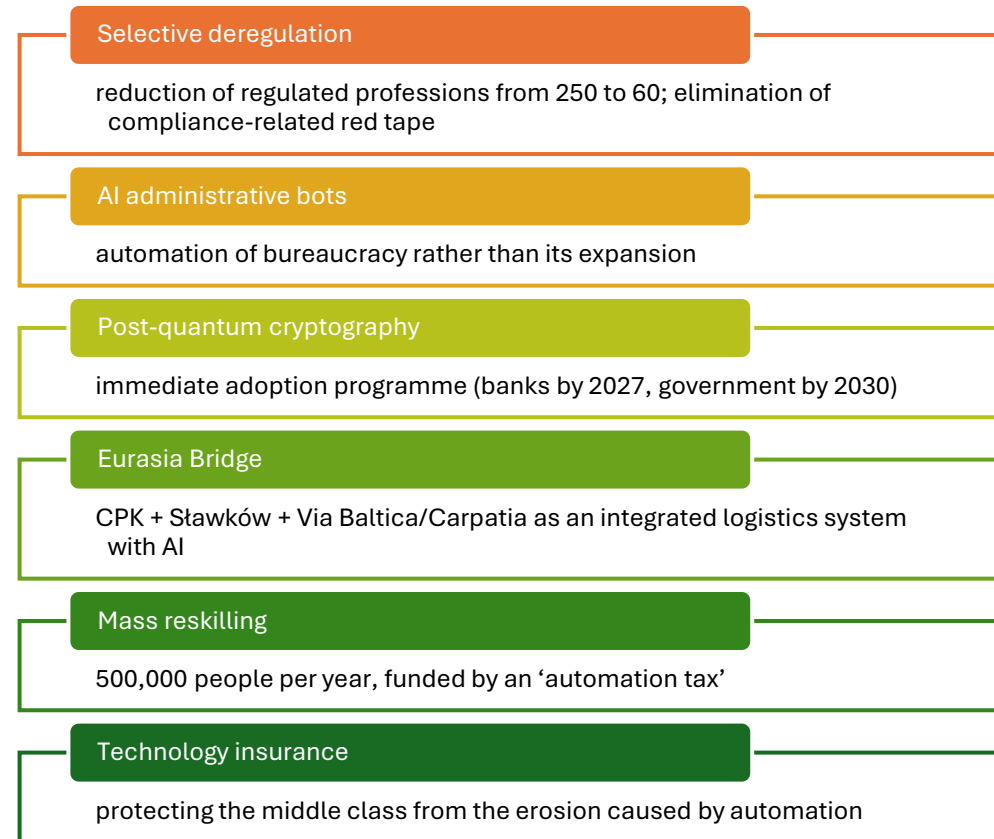 Selective deregulation
reduction of regulated professions from 250 to 60; elimination of
compliance-related red tape
AI administrative bots
automation of bureaucracy rather than its expansion
Post-quantum cryptography
immediate adoption programme (banks by 2027, government by 2030)
Eurasia Bridge
CPK + Sławków + Via Baltica/Carpatia as an integrated logistics system
with AI
Mass reskilling
500,000 people per year, funded by an ‘automation tax’
Technology insurance
protecting the middle class from the erosion caused by automation